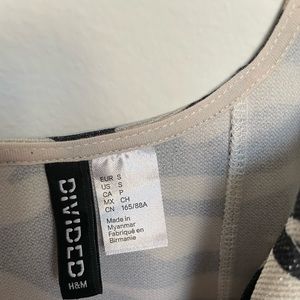 DIVIDED
H&M
EUR S
US S
CA P
MX CH
CN 165/88A
Made in
Myanmar
Fabriqué en
Birmanie